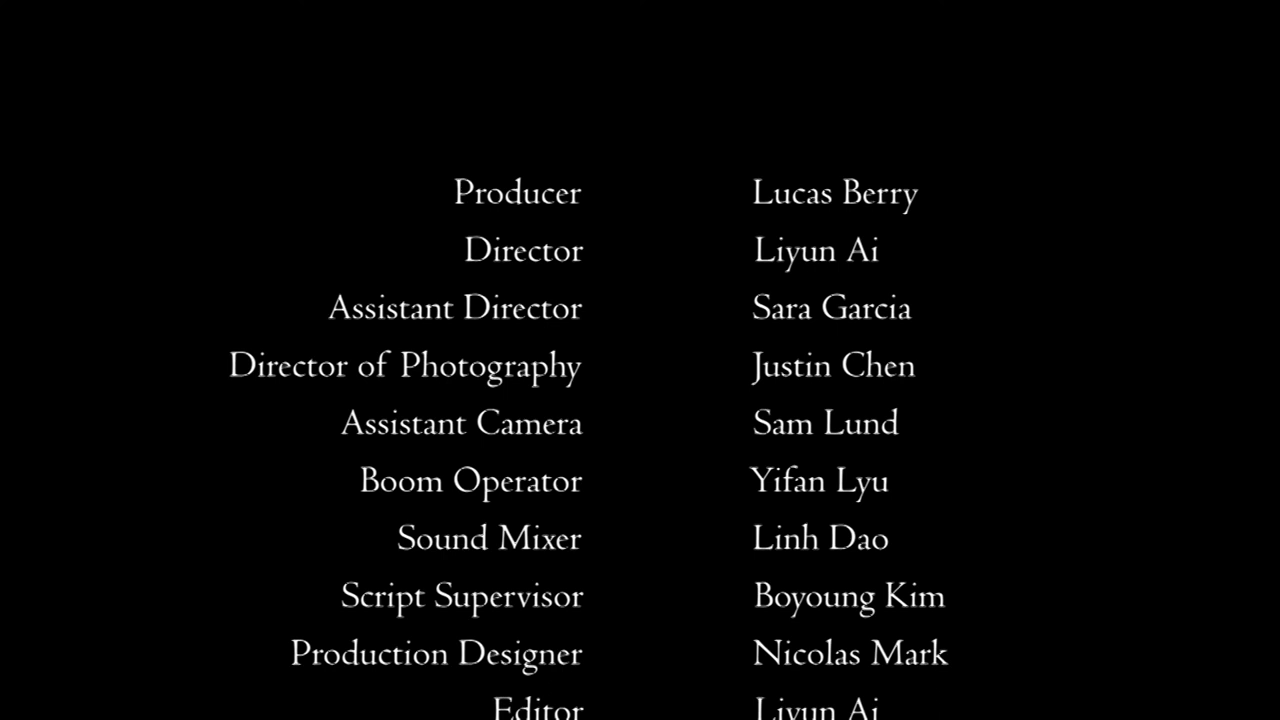 Producer Lucas Berry
Director Liyun Ai
Assistant Director Sara Garcia
Director of Photography Justin Chen
Assistant Camera Sam Lund
Boom Operator Yifan Lyu
Sound Mixer Linh Dao
Script Supervisor Boyoung Kim
Production Designer Nicolas Mark
Editor Liyun Ai